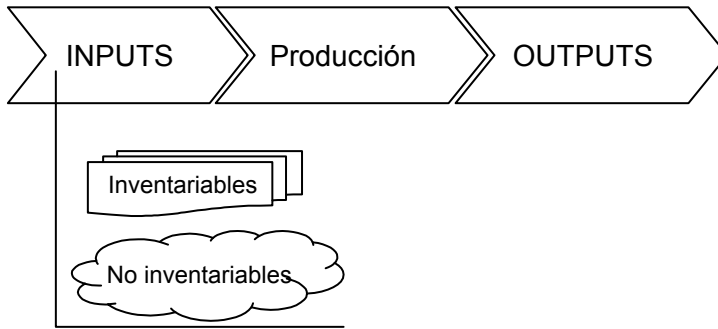 INPUTS
Producción
OUTPUTS
Inventariables
No inventariables